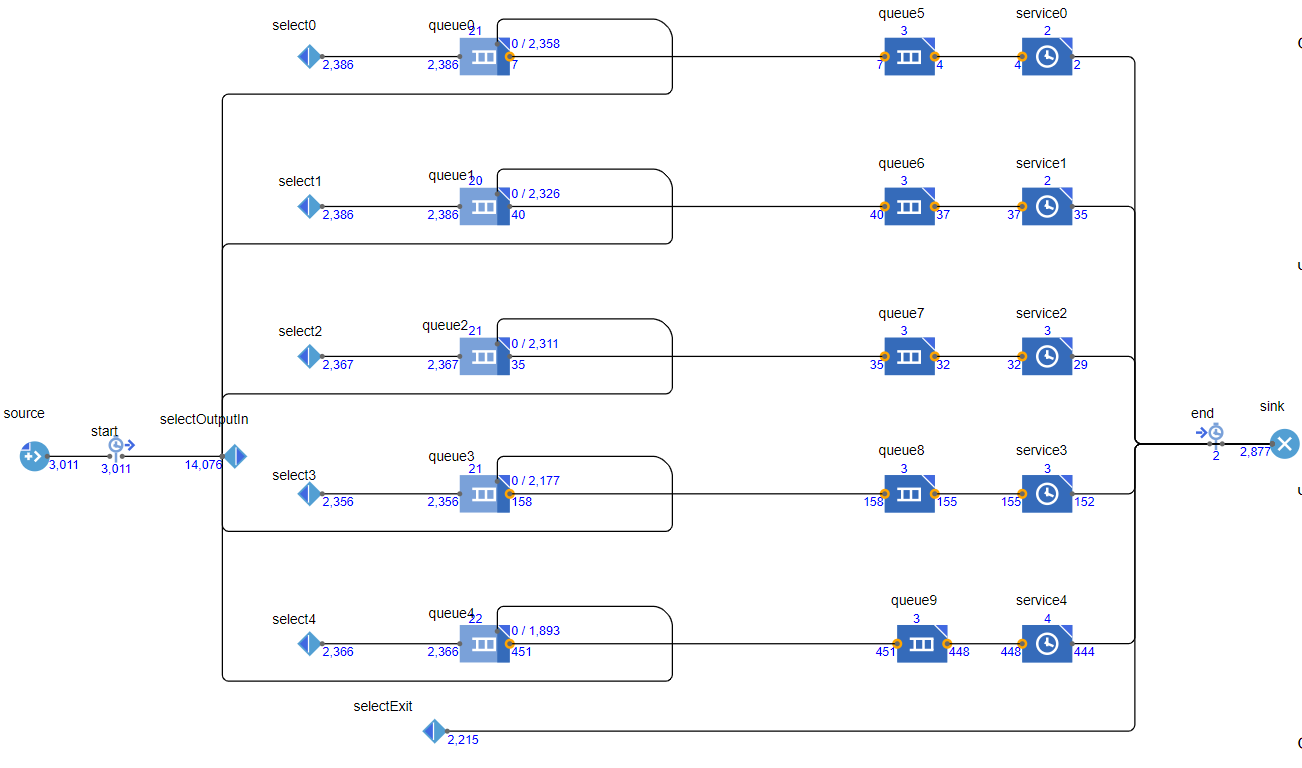 select0
queue0
21
0 / 2,358
2,386
2,386
7
queue5
3
7
4
service0
2
4
2
select1
queue1
20
0 / 2,326
2,386
2,386
40
queue6
3
40
37
service1
2
37
35
select2
queue2
21
0 / 2,311
2,367
2,367
35
queue7
3
35
32
service2
3
32
29
source
3,011
start
3,011
selectOutputIn
14,076
select3
queue3
21
0 / 2,177
2,356
2,356
158
queue8
3
158
155
service3
3
155
152
end
2
sink
2,877
select4
queue4
22
0 / 1,893
2,366
2,366
451
queue9
3
451
448
service4
4
448
444
selectExit
2,215